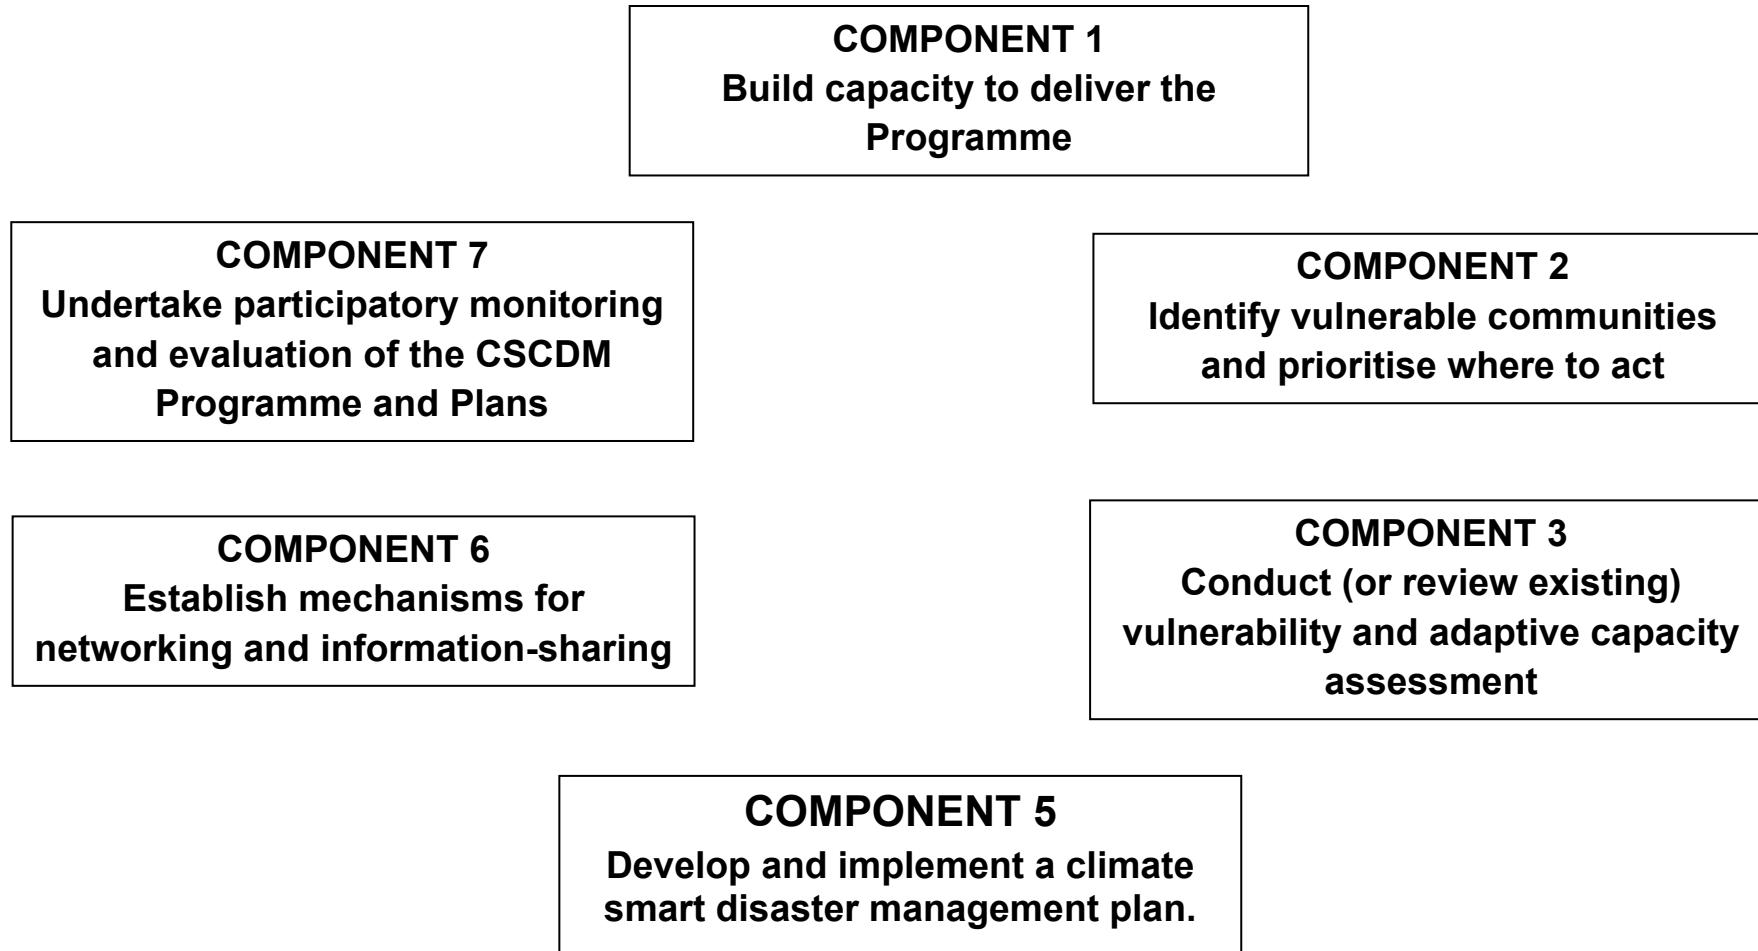 COMPONENT 1
Build capacity to deliver the
Programme
COMPONENT 7
Undertake participatory monitoring
and evaluation of the CSCDM
Programme and Plans
COMPONENT 2
Identify vulnerable communities
and prioritise where to act
COMPONENT 6
Establish mechanisms for
networking and information-sharing
COMPONENT 3
Conduct (or review existing)
vulnerability and adaptive capacity
assessment
COMPONENT 5
Develop and implement a climate
smart disaster management plan.